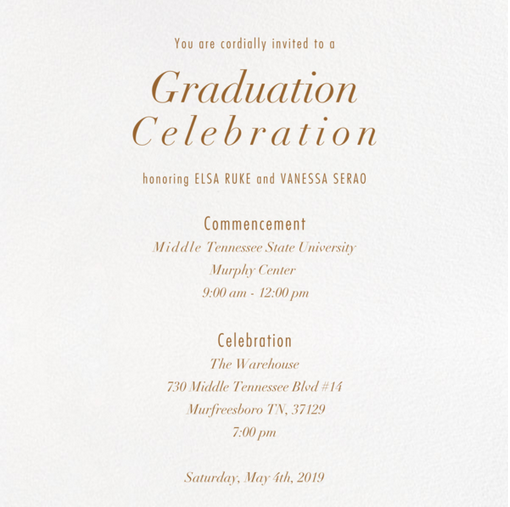 You are cordially invited to a
Graduation
Celebration
honoring ELSA RUKE and VANESSA SERAO
Commencement
Middle Tennessee State University
Murphy Center
9:00 am - 12:00 pm
Celebration
The Warehouse
730 Middle Tennessee Blvd #14
Murfreesboro TN, 37129
7:00 pm
Saturday, May 4th, 2019